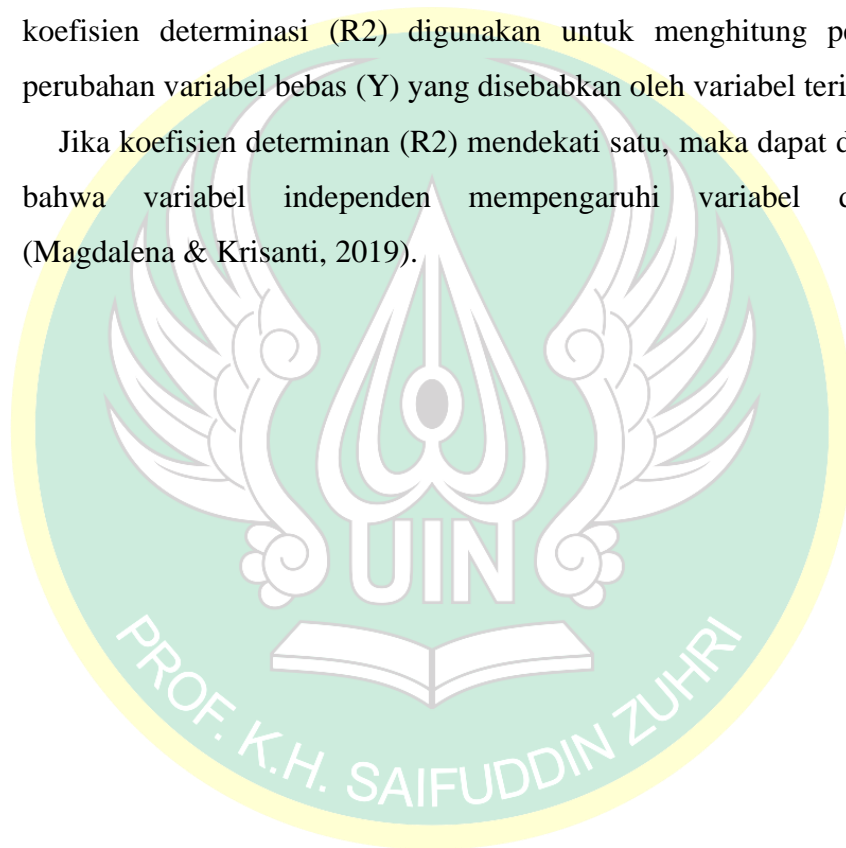 koefisien determinasi (R2) digunakan untuk menghitung
perubahan variabel bebas (Y) yang disebabkan oleh variabel
Jika koefisien determinan (R2) mendekati satu, maka dapat
bahwa variabel independen mempengaruhi variabel
(Magdalena & Krisanti, 2019).
UIN
PROF. K.H. SAIFUDDIN ZUHRI